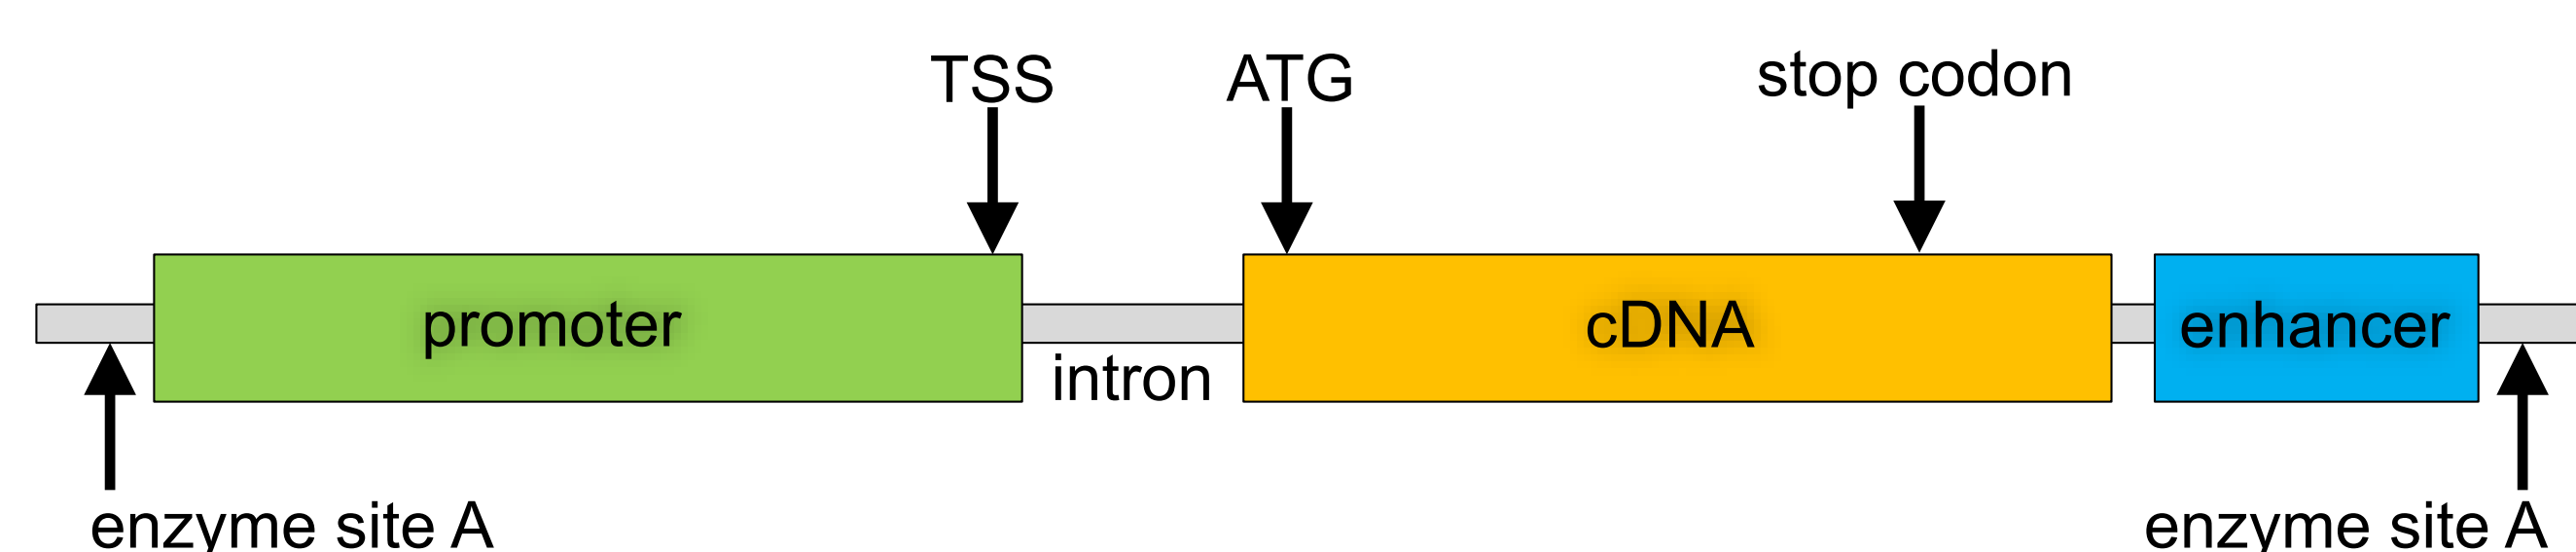 TSS
ATG
stop codon
promoter
cDNA
enhancer
intron
enzyme site A
enzyme site A